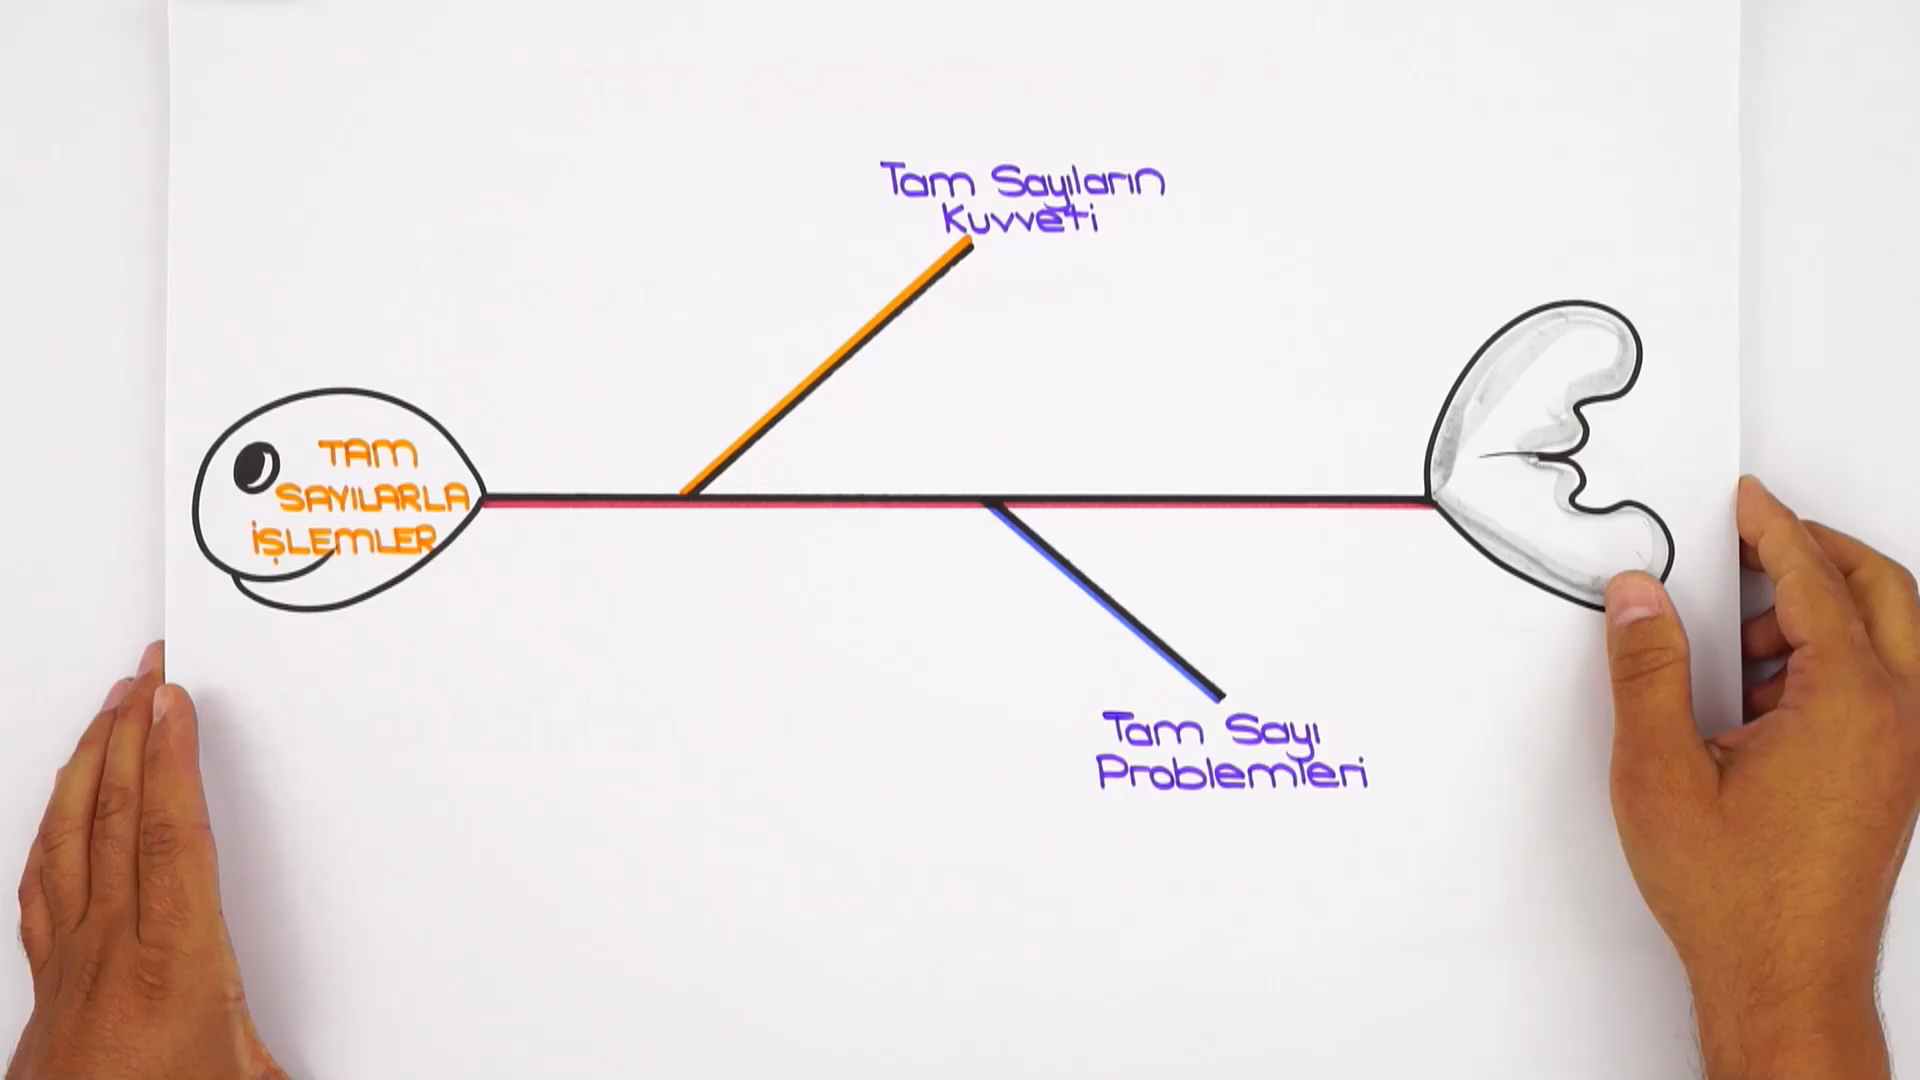 Tam Sayıların
Kuvveti
TAM
SAYILARLA
İŞLEMLER
Tam Sayı
Problemleri